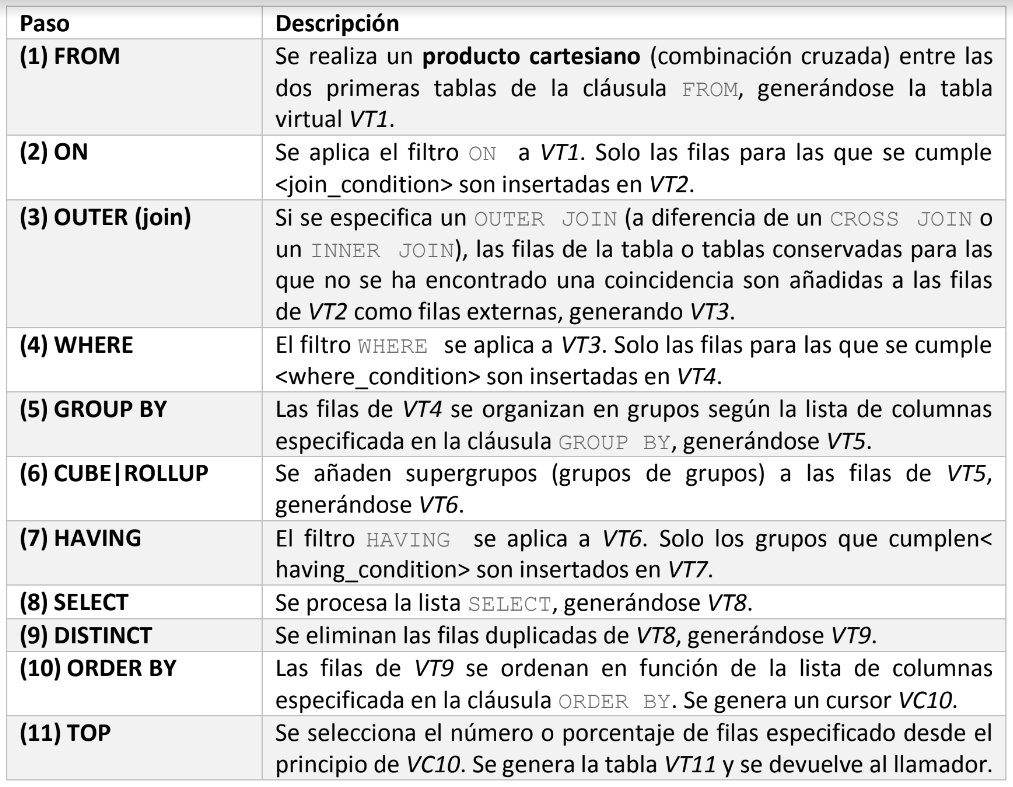 Paso Descripción
(1) FROM Se realiza un producto cartesiano (combinación cruzada) entre las
dos primeras tablas de la cláusula FROM, generándose la tabla
virtual VT1.
(2) ON Se aplica el filtro ON a VT1. Solo las filas para las que se cumple
<join_condition> son insertadas en VT2.
(3) OUTER (join) Si se especifica un OUTER JOIN (a diferencia de un CROSS JOIN o
un INNER JOIN), las filas de la tabla o tablas conservadas para las
que no se ha encontrado una coincidencia son añadidas a las filas
de VT2 como filas externas, generando VT3.
(4) WHERE El filtro WHERE se aplica a VT3. Solo las filas para las que se cumple
<where_condition> son insertadas en VT4.
(5) GROUP BY Las filas de VT4 se organizan en grupos según la lista de columnas
especificada en la cláusula GROUP BY, generándose VT5.
(6) CUBE|ROLLUP Se añaden supergrupos (grupos de grupos) a las filas de VT5,
generándose VT6.
(7) HAVING El filtro HAVING se aplica a VT6. Solo los grupos que cumplen<
having_condition> son insertados en VT7.
(8) SELECT Se procesa la lista SELECT, generándose VT8.
(9) DISTINCT Se eliminan las filas duplicadas de VT8, generándose VT9.
(10) ORDER BY Las filas de VT9 se ordenan en función de la lista de columnas
especificada en la cláusula ORDER BY. Se genera un cursor VC10.
(11) TOP Se selecciona el número o porcentaje de filas especificado desde el
principio de VC10. Se genera la tabla VT11 y se devuelve al llamador.